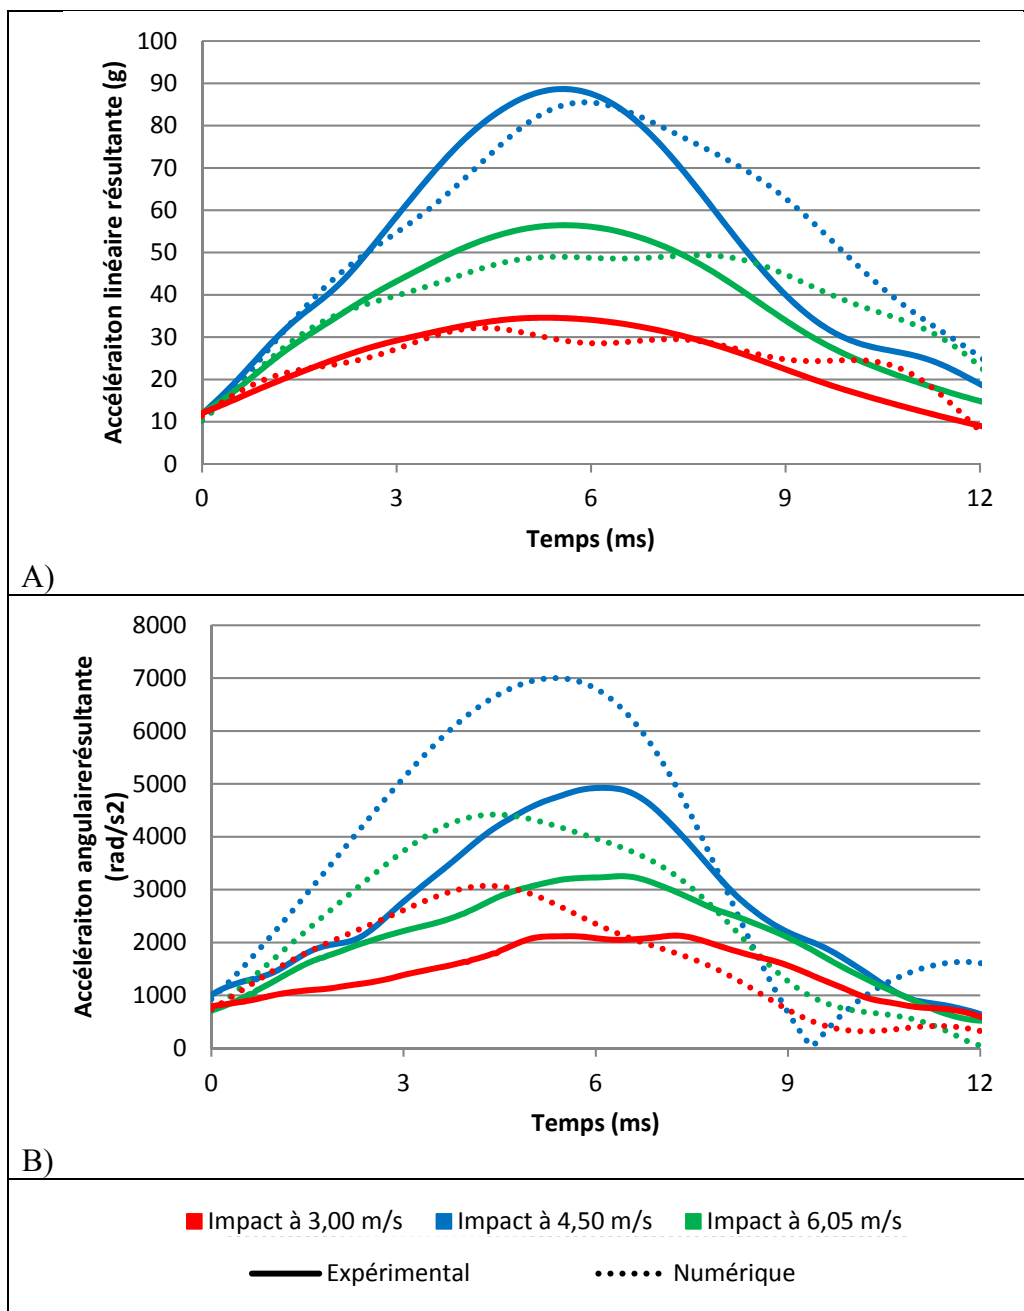 Accéléraiton linéaire résultante (g)
100
90
80
70
60
50
40
30
20
10
0
0 3 6 9 12
Temps (ms)
A)
Accéléraiton angulairerésultante
(rad/s2)
8000
7000
6000
5000
4000
3000
2000
1000
0
0 3 6 9 12
Temps (ms)
B)
Impact à 3,00 m/s Impact à 4,50 m/s Impact à 6,05 m/s
Expérimental Numérique